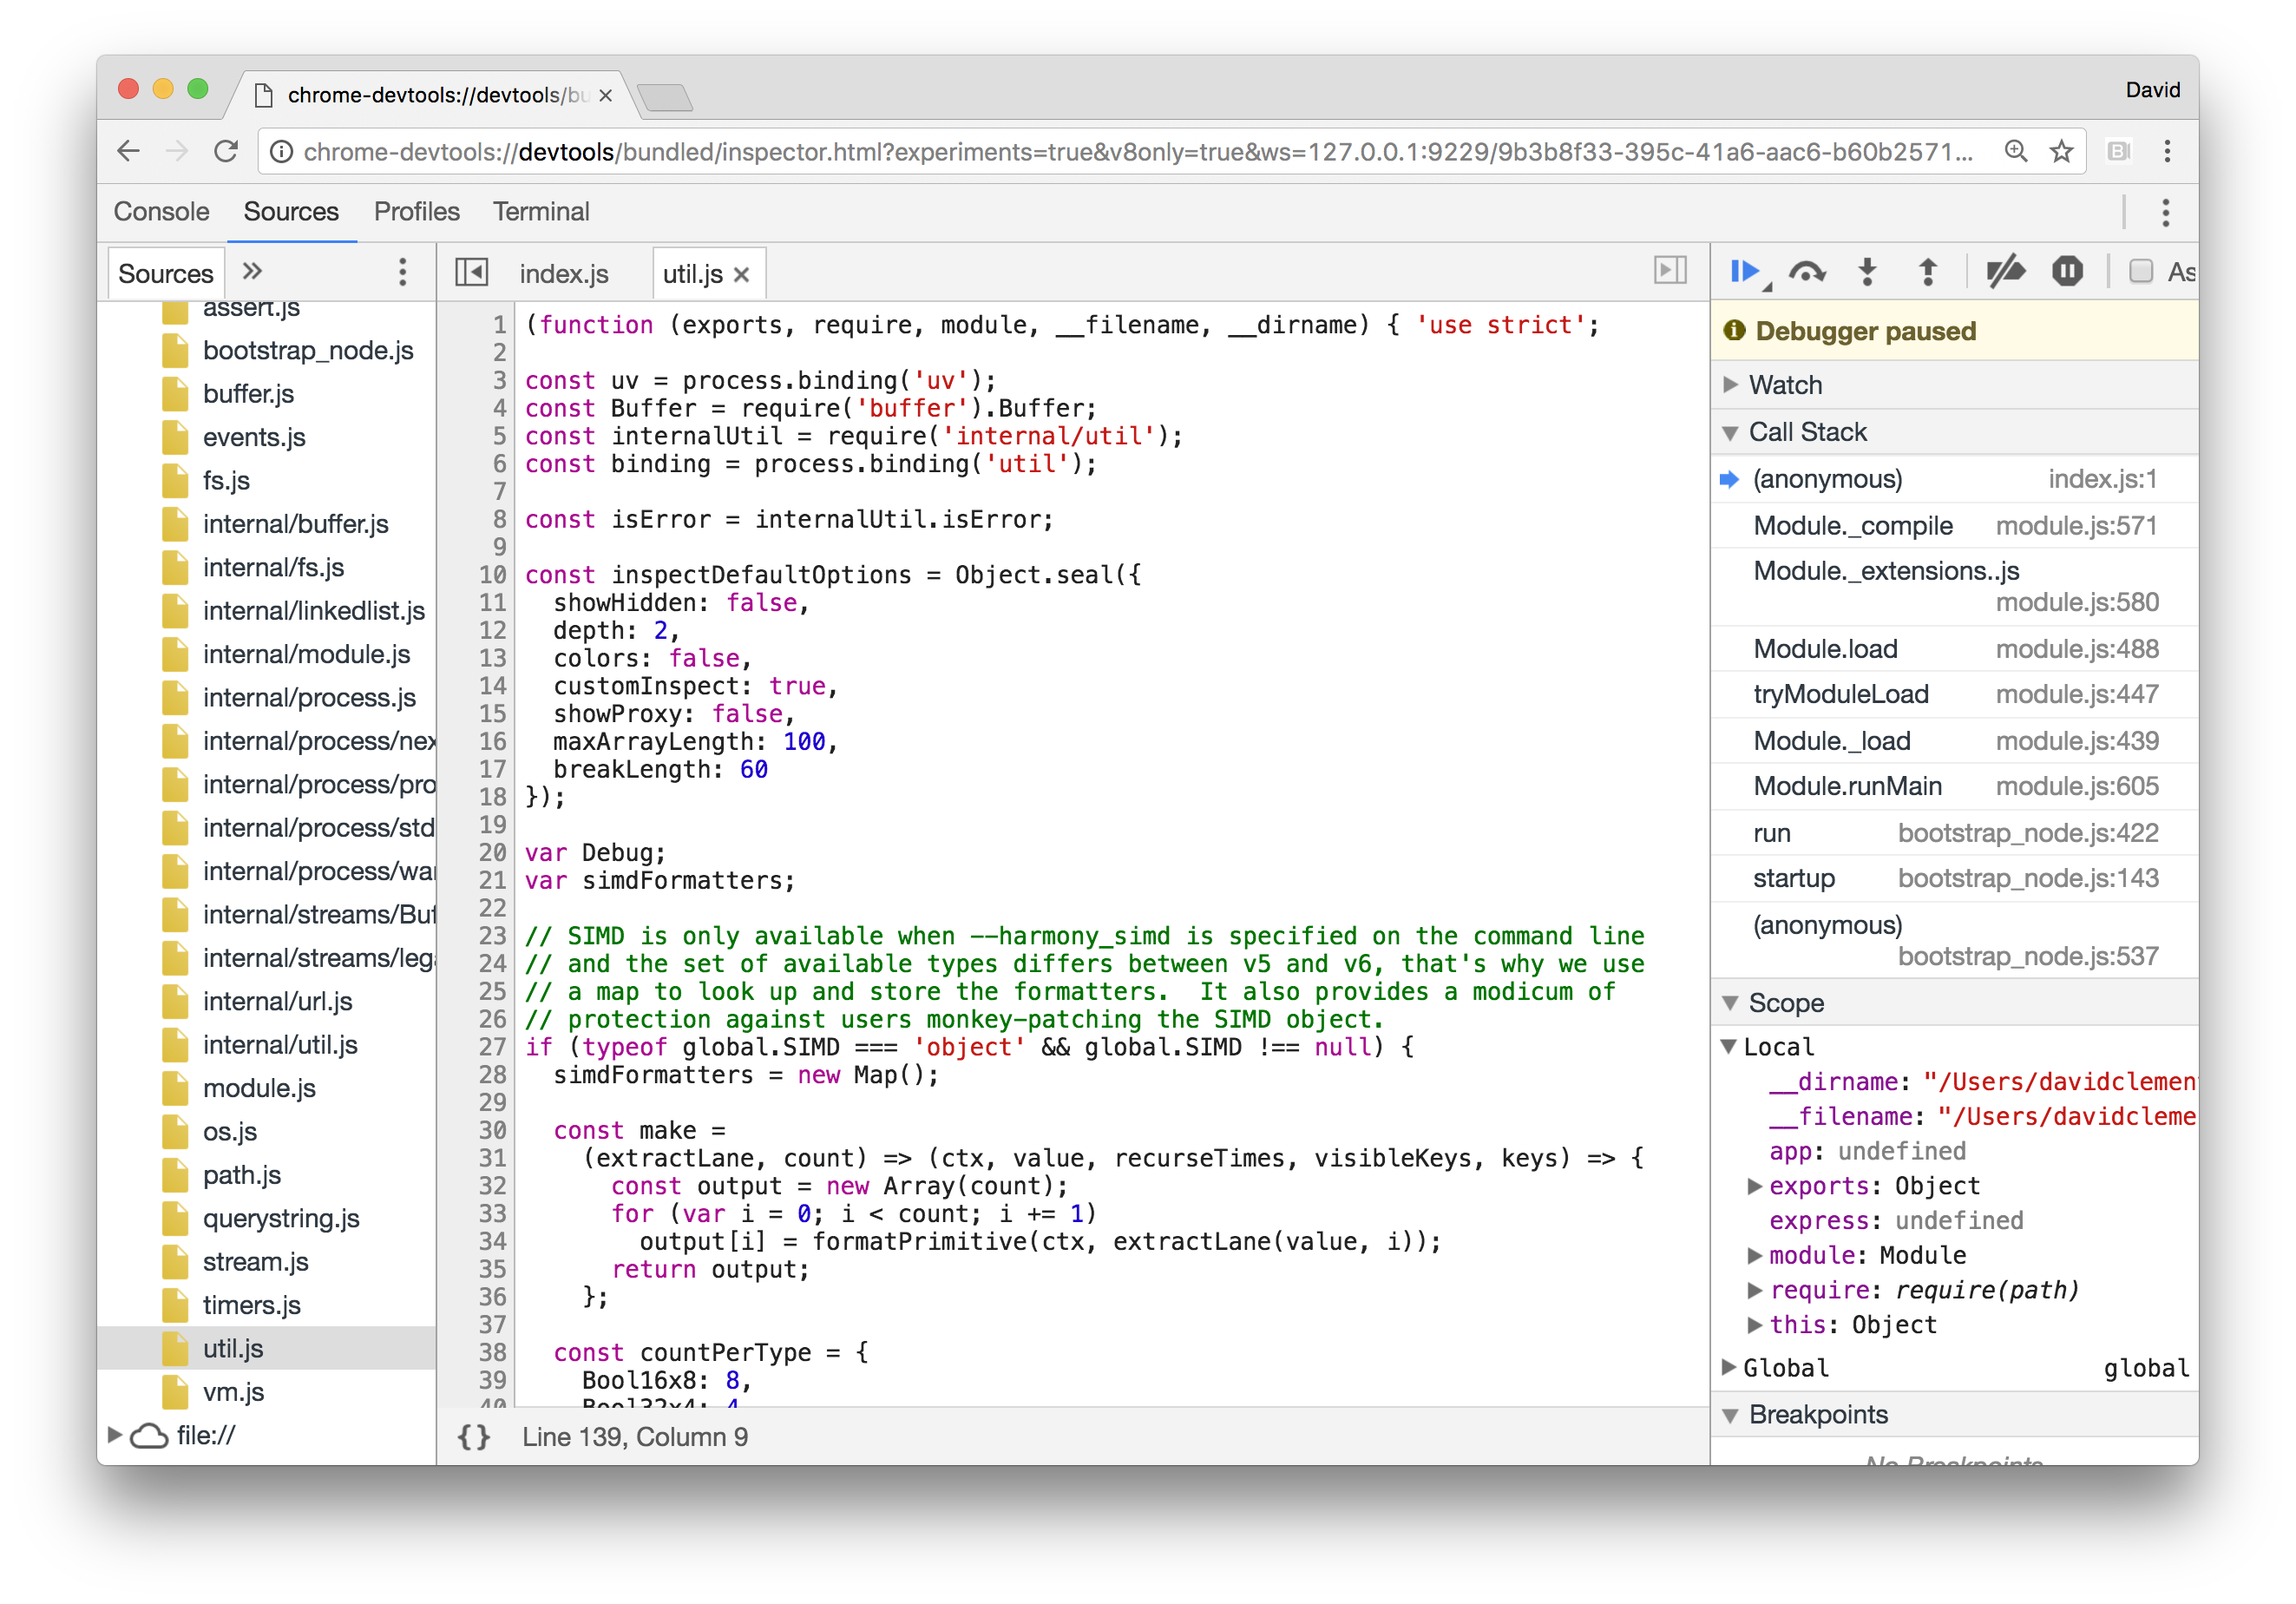 chrome-devtools://devtools/bu
David
chrome-devtools://devtools/bundled/inspector.html?experiments=true&v8only=true&ws=127.0.0.1:9229/9b3b8f33-395c-41a6-aac6-b60b2571...
Console Sources Profiles Terminal
Sources »
assert.js
bootstrap_node.js
buffer.js
events.js
fs.js
internal/buffer.js
internal/fs.js
internal/linkedlist.js
internal/module.js
internal/process.js
internal/process/nex
internal/process/pro
internal/process/std
internal/process/wa
internal/streams/Buf
internal/streams/leg
internal/url.js
internal/util.js
module.js
os.js
path.js
querystring.js
stream.js
timers.js
util.js
vm.js
file://
index.js util.js ×
1 (function (exports, require, module, __filename, __dirname) { 'use strict';
2
3 const uv = process.binding('uv');
4 const Buffer = require('buffer').Buffer;
5 const internalUtil = require('internal/util');
6 const binding = process.binding('util');
7
8 const isError = internalUtil.isError;
9
10 const inspectDefaultOptions = Object.seal({
11   showHidden: false,
12   depth: 2,
13   colors: false,
14   customInspect: true,
15   showProxy: false,
16   maxArrayLength: 100,
17   breakLength: 60
18 });
19
20 var Debug;
21 var simdFormatters;
22
23 // SIMD is only available when --harmony_simd is specified on the command line
24 // and the set of available types differs between v5 and v6, that's why we use
25 // a map to look up and store the formatters.  It also provides a modicum of
26 // protection against users monkey-patching the SIMD object.
27 if (typeof global.SIMD === 'object' && global.SIMD !== null) {
28   simdFormatters = new Map();
29
30   const make =
31     (extractLane, count) => (ctx, value, recurseTimes, visibleKeys, keys) => {
32       const output = new Array(count);
33       for (var i = 0; i < count; i += 1)
34         output[i] = formatPrimitive(ctx, extractLane(value, i));
35       return output;
36     };
37
38   const countPerType = {
39     Bool16x8: 8,
40     Bool32x4: 4
{} Line 139, Column 9
As
Debugger paused
Watch
Call Stack
(anonymous) index.js:1
Module._compile module.js:571
Module._extensions..js
module.js:580
Module.load module.js:488
tryModuleLoad module.js:447
Module._load module.js:439
Module.runMain module.js:605
run bootstrap_node.js:422
startup bootstrap_node.js:143
(anonymous)
bootstrap_node.js:537
Scope
Local
__dirname: "/Users/davidclemen
__filename: "/Users/davidcleme
app: undefined
exports: Object
express: undefined
module: Module
require: require(path)
this: Object
Global global
Breakpoints
No Breakpoints